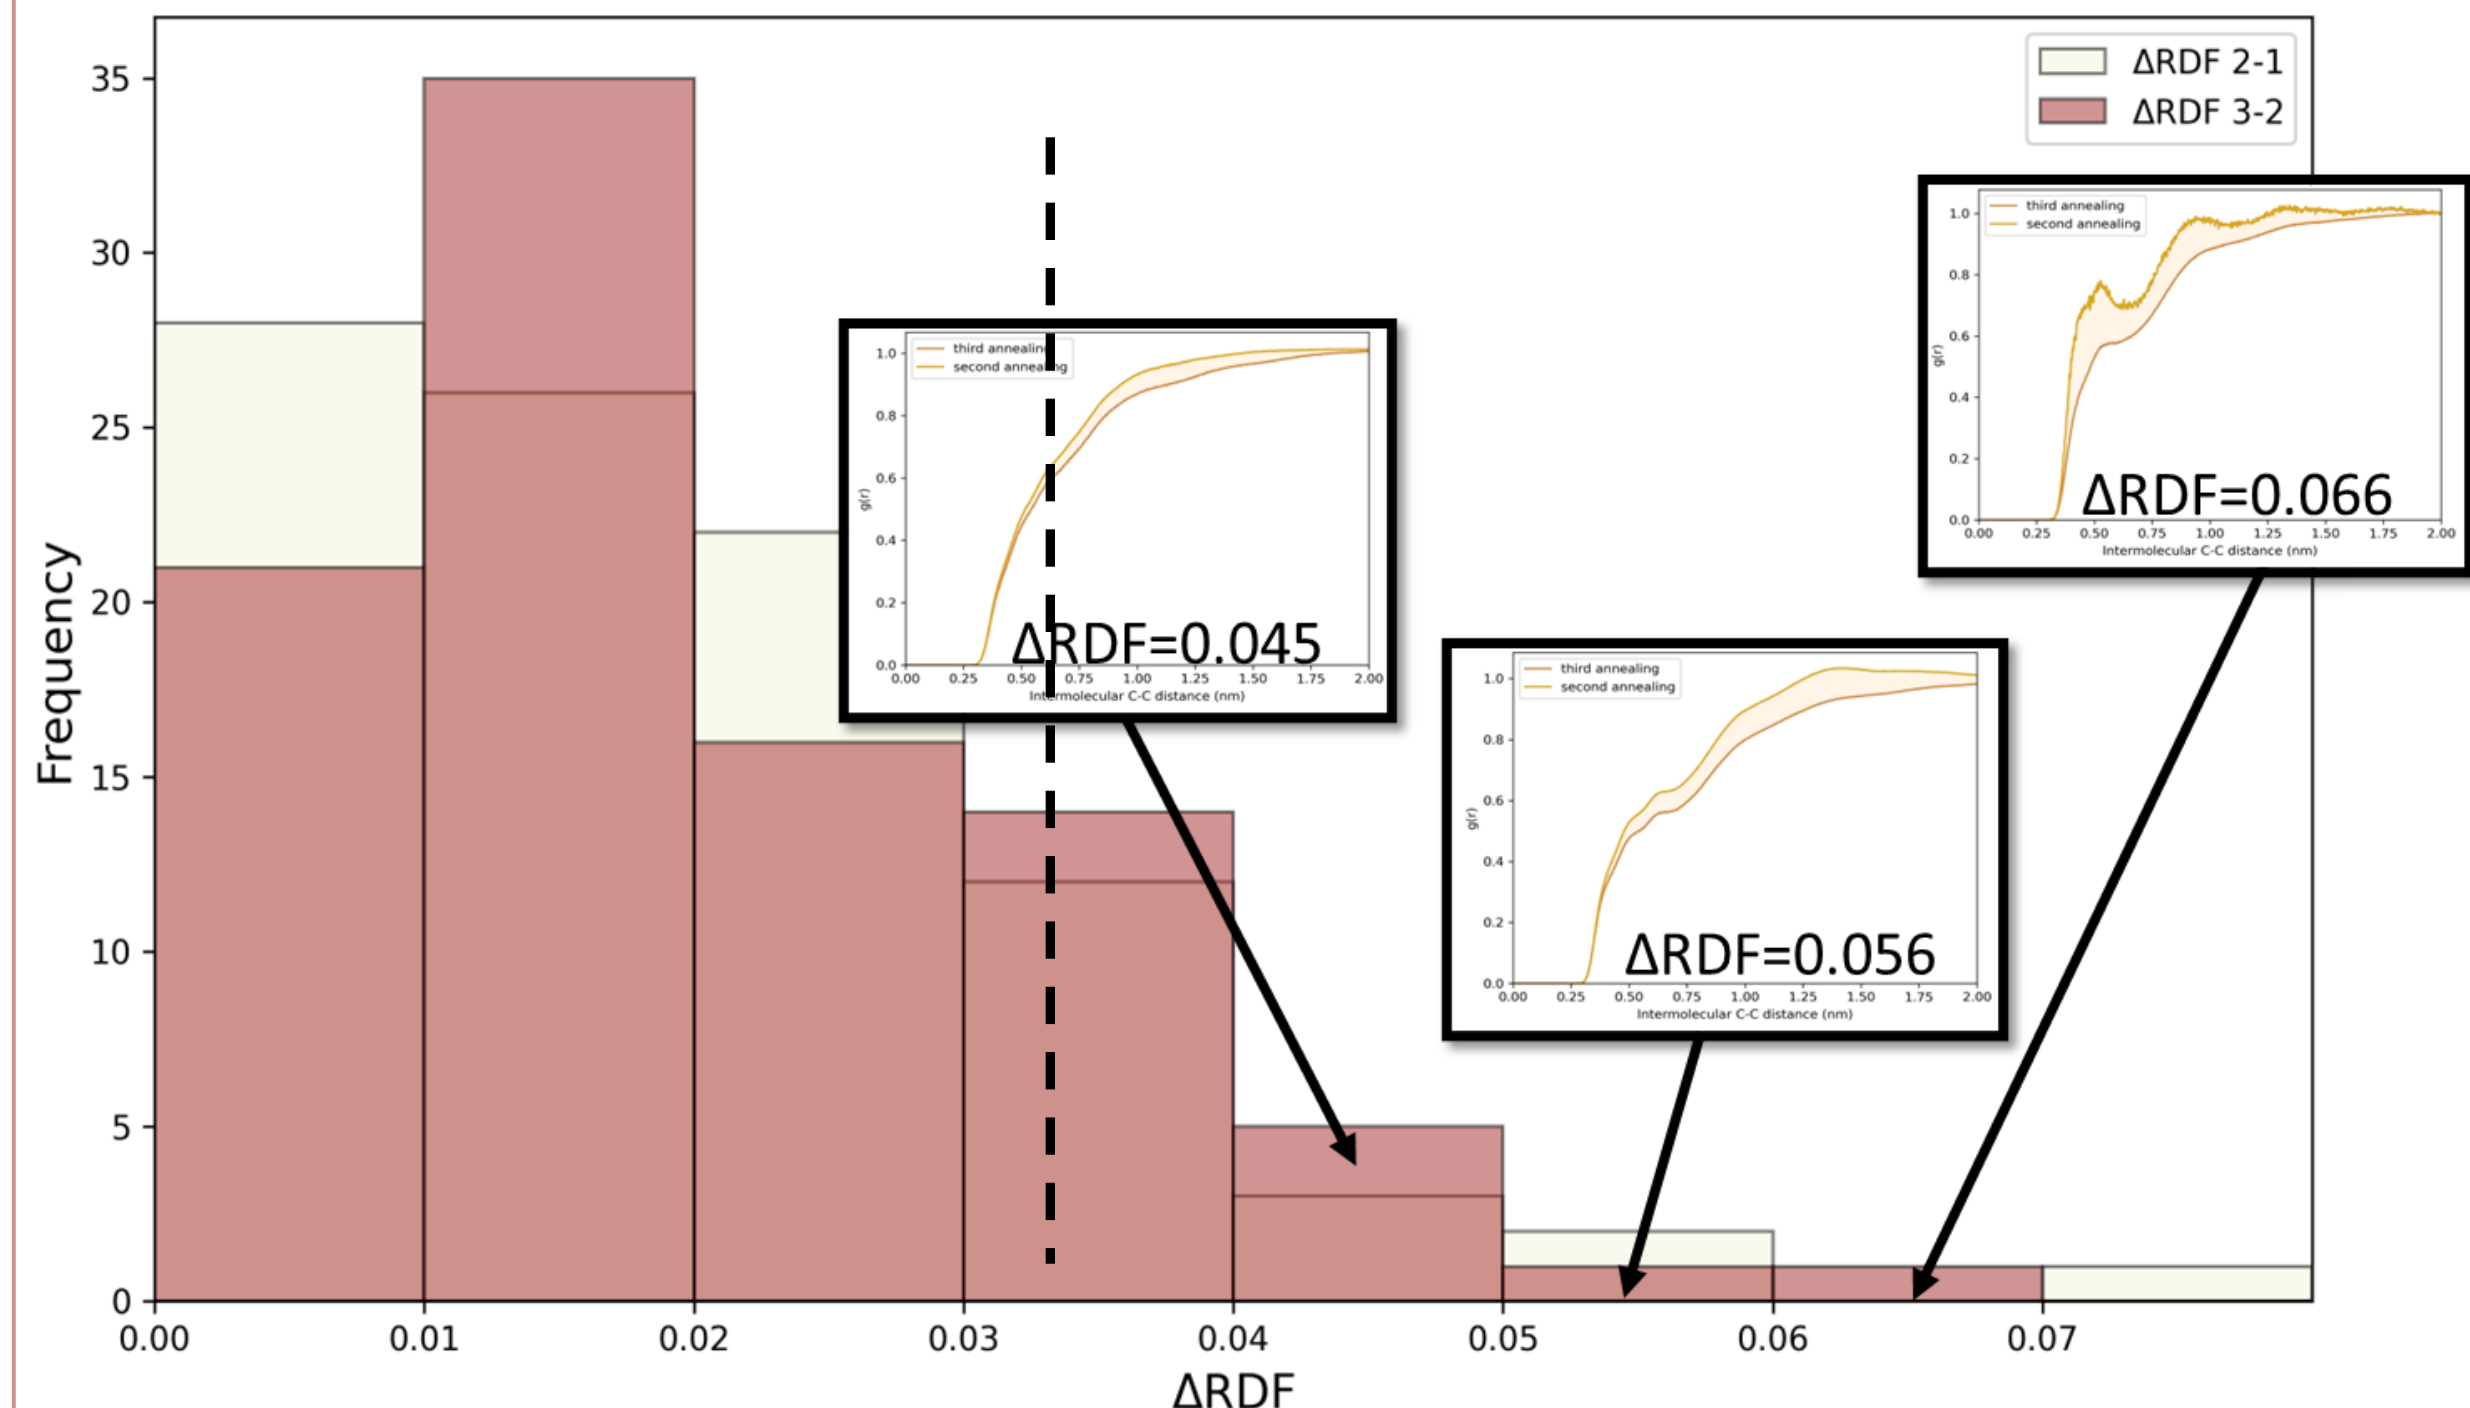 ΔRDF 2-1
ΔRDF 3-2
Frequency
35
30
25
20
15
10
5
0
0.00 0.01 0.02 0.03 0.04 0.05 0.06 0.07
ΔRDF
third annealing
second annealing
g(r)
1.0
0.8
0.6
0.4
0.2
0.0
ΔRDF=0.045
0.00 0.25 0.50 0.75 1.00 1.25 1.50 1.75 2.00
Intermolecular C-C distance (nm)
third annealing
second annealing
g(r)
1.0
0.8
0.6
0.4
0.2
0.0
ΔRDF=0.056
0.00 0.25 0.50 0.75 1.00 1.25 1.50 1.75 2.00
Intermolecular C-C distance (nm)
third annealing
second annealing
g(r)
1.0
0.8
0.6
0.4
0.2
0.0
ΔRDF=0.066
0.00 0.25 0.50 0.75 1.00 1.25 1.50 1.75 2.00
Intermolecular C-C distance (nm)